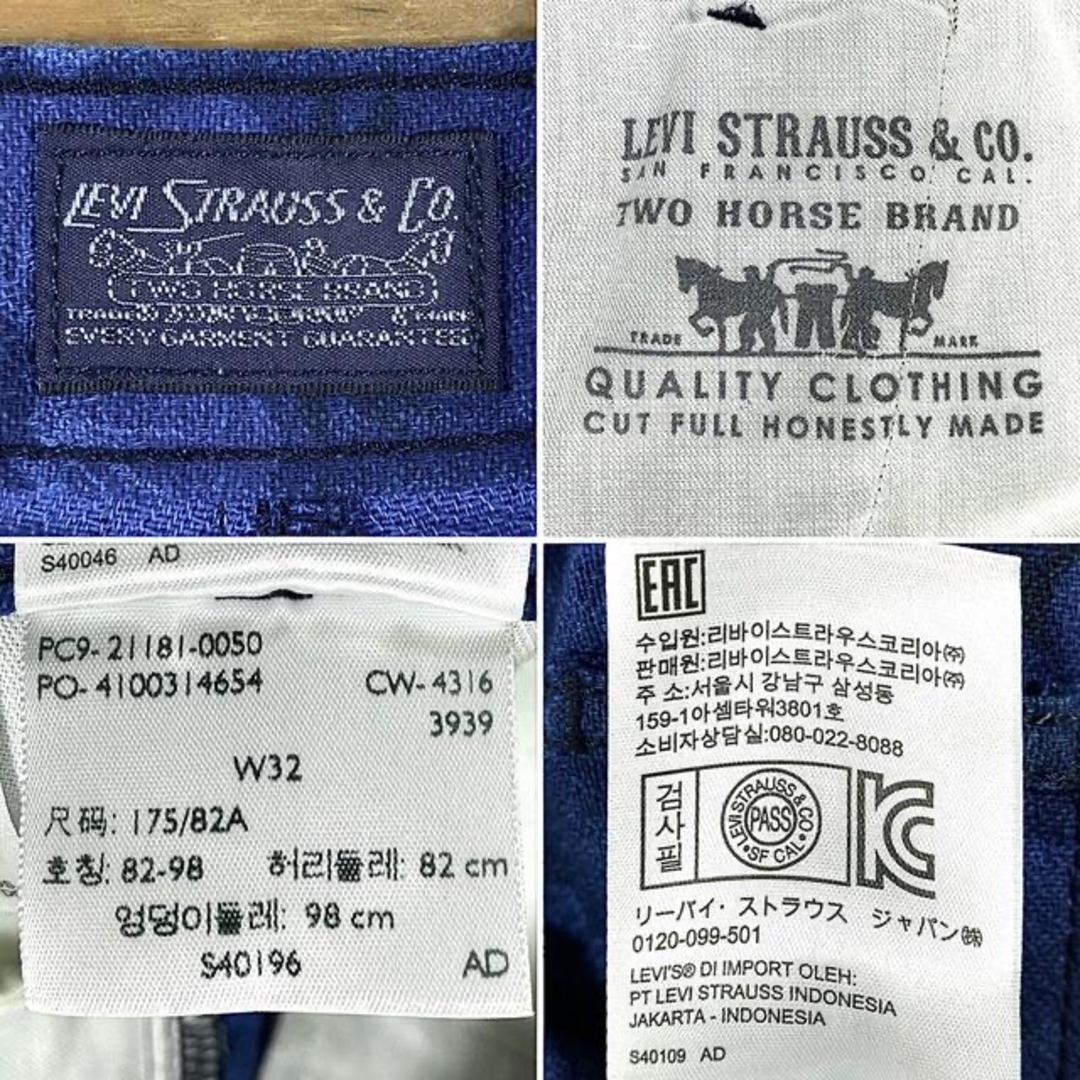 LEVI STRAUSS & CO.
TWO HORSE BRAND
EVERY GARMENT GUARANTEED
LEVI STRAUSS & CO.
SAN FRANCISCO CAL.
TWO HORSE BRAND
TRADE MARK
QUALITY CLOTHING
CUT FULL HONESTLY MADE
S40046 AD
PC9-21181-0050
PO-4100314654 CW-4316
3939
W32
尺码: 175/82A
호칭: 82-98 허리둘레: 82 cm
엉덩이둘레: 98 cm
S40196 AD
EAC
수입원:리바이스트라우스코리아㈜
판매원:리바이스트라우스코리아㈜
주 소:서울시 강남구 삼성동
159-1아셈타워3801호
소비자상담실:080-022-8088
검사필
LEVI STRAUSS & CO.
PASS
SF CAL
KC
リーバイ・ストラウス ジャパン㈱
0120-099-501
LEVI'S® DI IMPORT OLEH:
PT LEVI STRAUSS INDONESIA
JAKARTA - INDONESIA
S40109 AD